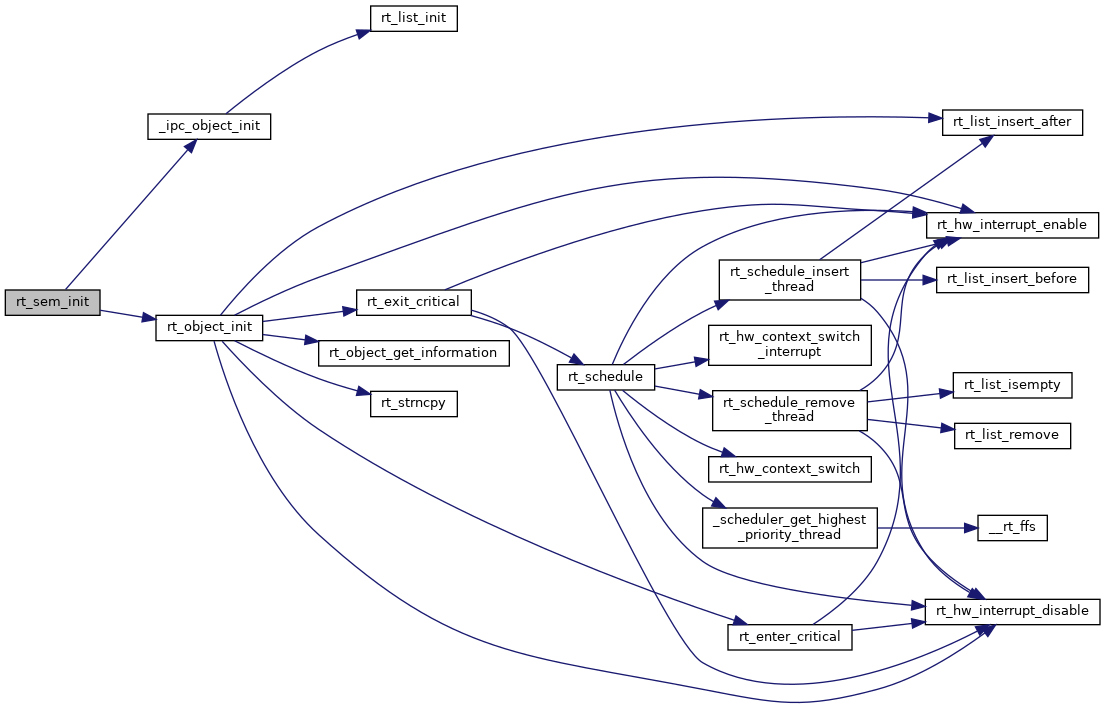 rt_list_init
_ipc_object_init
rt_list_insert_after
rt_hw_interrupt_enable
rt_schedule_insert
_thread
rt_list_insert_before
rt_sem_init
rt_exit_critical
rt_object_init
rt_hw_context_switch
_interrupt
rt_object_get_information
rt_schedule
rt_list_isempty
rt_strncpy
rt_schedule_remove
_thread
rt_list_remove
rt_hw_context_switch
_scheduler_get_highest
_priority_thread
__rt_ffs
rt_hw_interrupt_disable
rt_enter_critical